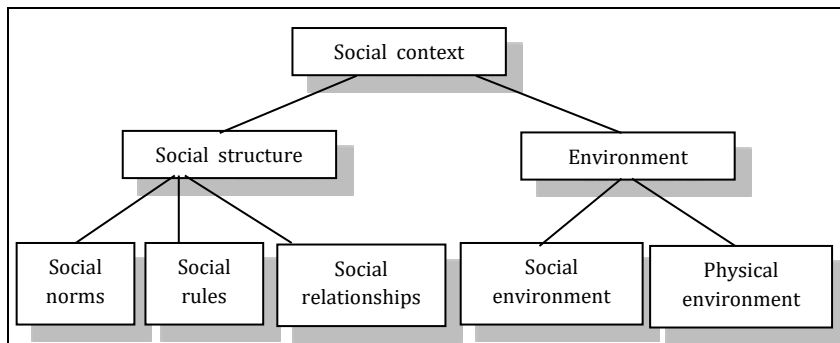 Social context
Social structure
Environment
Social
norms
Social
rules
Social
relationships
Social
environment
Physical
environment